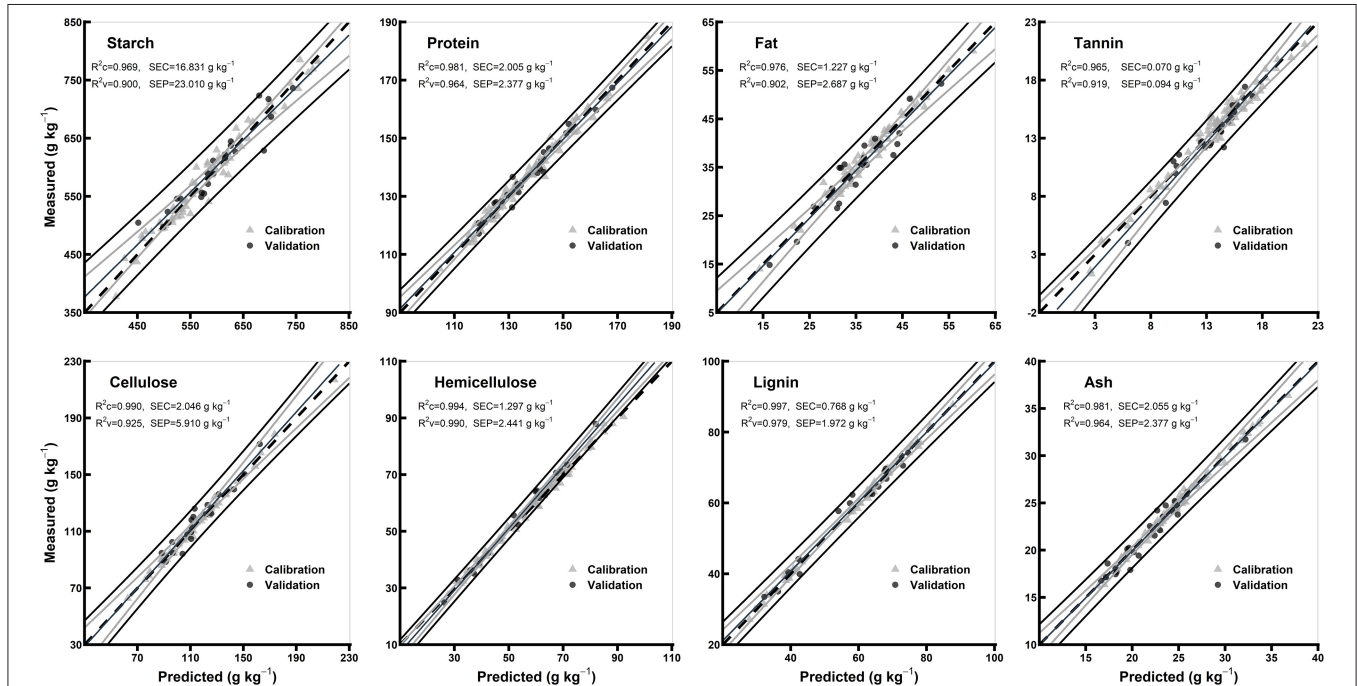 Starch
R²c=0.969, SEC=16.831 g kg⁻¹
R²v=0.900, SEP=23.010 g kg⁻¹
Calibration
Validation
850
750
650
550
450
350
450 550 650 750 850
Measured (g kg⁻¹)
Protein
R²c=0.981, SEC=2.005 g kg⁻¹
R²v=0.964, SEP=2.377 g kg⁻¹
Calibration
Validation
190
170
150
130
110
90
110 130 150 170 190
Fat
R²c=0.976, SEC=1.227 g kg⁻¹
R²v=0.902, SEP=2.687 g kg⁻¹
Calibration
Validation
65
55
45
35
25
15
5
15 25 35 45 55 65
Tannin
R²c=0.965, SEC=0.070 g kg⁻¹
R²v=0.919, SEP=0.094 g kg⁻¹
Calibration
Validation
23
18
13
8
3
-2
3 8 13 18 23
Cellulose
R²c=0.990, SEC=2.046 g kg⁻¹
R²v=0.925, SEP=5.910 g kg⁻¹
Calibration
Validation
230
190
150
110
70
30
70 110 150 190 230
Measured (g kg⁻¹)
Predicted (g kg⁻¹)
Hemicellulose
R²c=0.994, SEC=1.297 g kg⁻¹
R²v=0.990, SEP=2.441 g kg⁻¹
Calibration
Validation
110
90
70
50
30
10
30 50 70 90 110
Predicted (g kg⁻¹)
Lignin
R²c=0.997, SEC=0.768 g kg⁻¹
R²v=0.979, SEP=1.972 g kg⁻¹
Calibration
Validation
100
80
60
40
20
40 60 80 100
Predicted (g kg⁻¹)
Ash
R²c=0.981, SEC=2.055 g kg⁻¹
R²v=0.964, SEP=2.377 g kg⁻¹
Calibration
Validation
40
35
30
25
20
15
10
15 20 25 30 35 40
Predicted (g kg⁻¹)